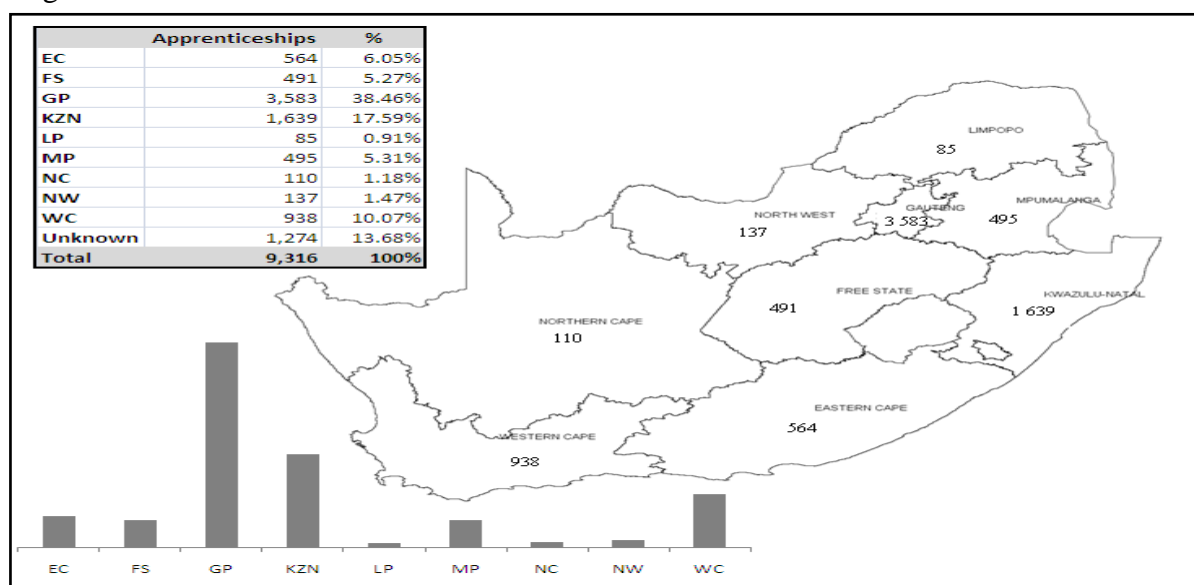 Apprenticeships %
EC 564 6.05%
FS 491 5.27%
GP 3,583 38.46%
KZN 1,639 17.59%
LP 85 0.91%
MP 495 5.31%
NC 110 1.18%
NW 137 1.47%
WC 938 10.07%
Unknown 1,274 13.68%
Total 9,316 100%
LIMPOPO
85
MPUMALANGA
495
GAUTENG
3 583
NORTH WEST
137
FREE STATE
491
KWAZULU-NATAL
1 639
NORTHERN CAPE
110
EASTERN CAPE
564
WESTERN CAPE
938
EC FS GP KZN LP MP NC NW WC